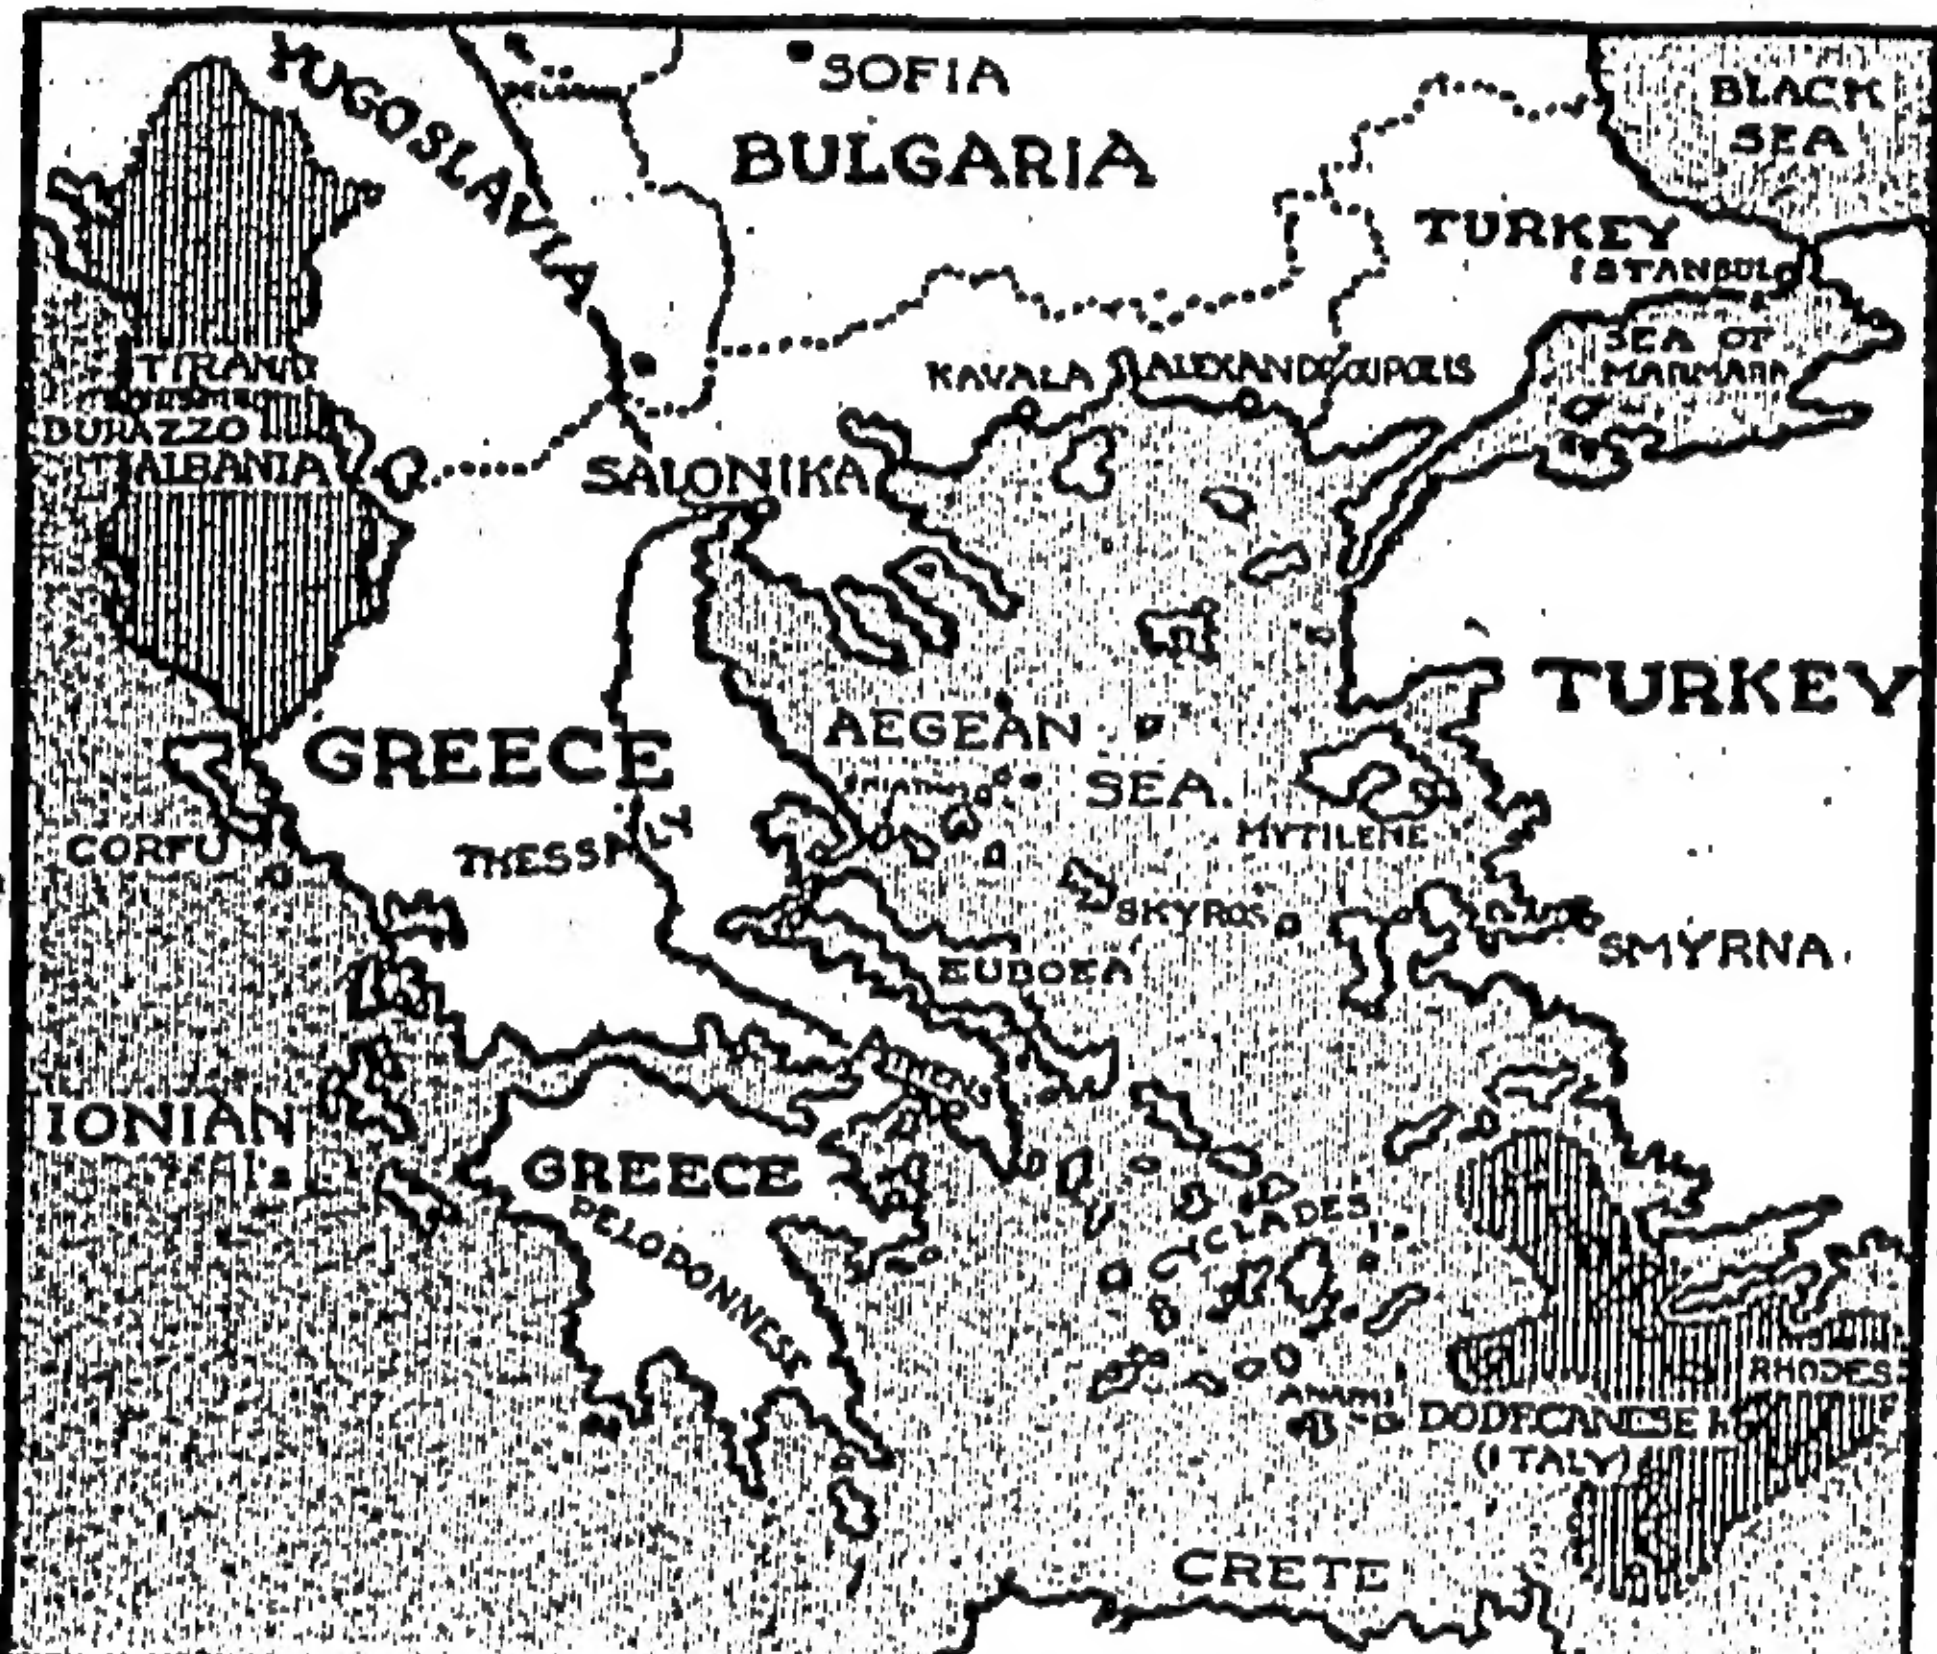 YUGOSLAVIA
SOFIA
BULGARIA
BLACK
SEA
TURKEY
ISTANBUL
SEA OF
MARMARA
TIRANA
DURAZZO
ALBANIA
KAVALA
ALEXANDROUPOLIS
SALONIKA
GREECE
THESSALY
CORFU
AEGEAN
SEA.
TURKEY
MYTILENE
SKYROS
SMYRNA
EUBOEA
ATHENS
IONIAN
GREECE
PELOPONNESE
CYCLADES
RHODES
DODECANESE
(ITALY)
CRETE